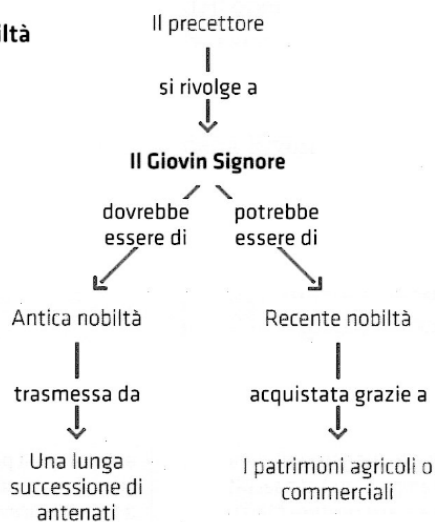 iltà
Il precettore
si rivolge a
Il Giovin Signore
dovrebbe
essere di
potrebbe
essere di
Antica nobiltà
Recente nobiltà
trasmessa da
acquistata grazie a
Una lunga
successione di
antenati
I patrimoni agricoli o
commerciali